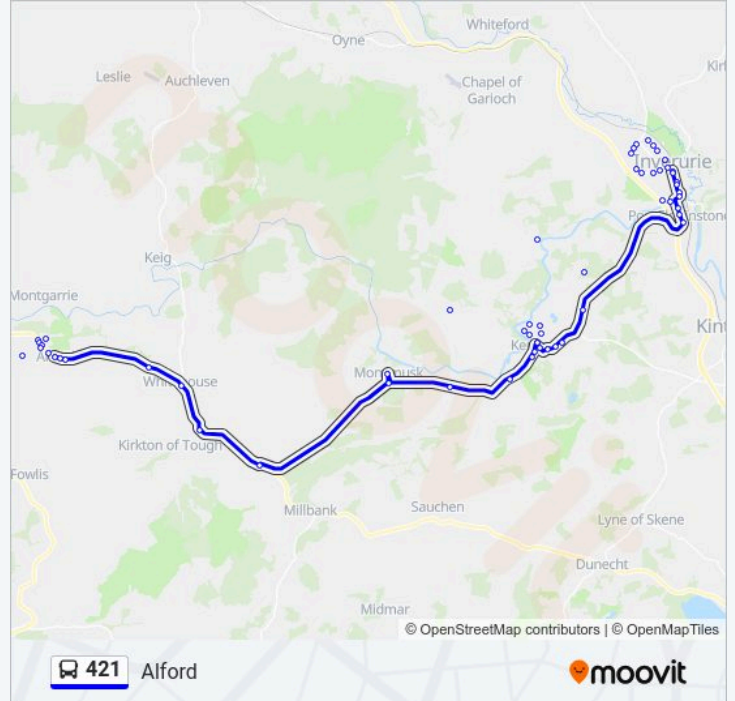 Whiteford
Oyne
Leslie
Auchleven
Chapel of
Garioch
Inverurie
Keig
Montgarrie
Whitehouse
Monymusk
Kirkton of Tough
Fowlis
Millbank
Sauchen
Lyne of Skene
Dunecht
Midmar
© OpenStreetMap contributors | © OpenMapTiles
421 Alford
moovit